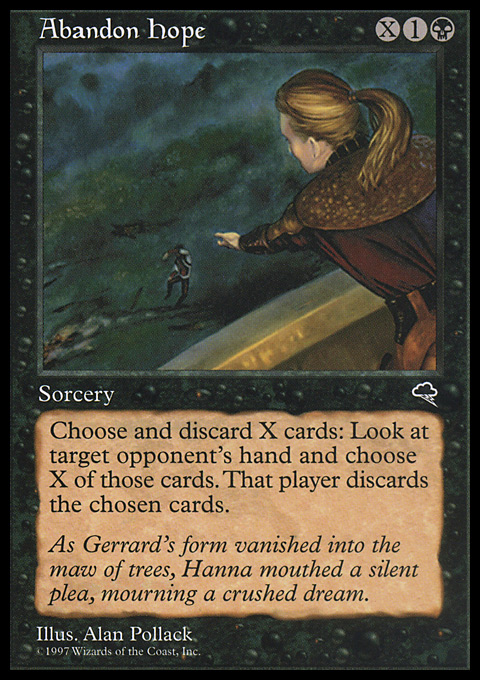 Abandon Hope X 1
Sorcery
Choose and discard X cards: Look at
target opponent's hand and choose
X of those cards. That player discards
the chosen cards.
As Gerrard's form vanished into the
maw of trees, Hanna mouthed a silent
plea, mourning a crushed dream.
Illus. Alan Pollack
©1997 Wizards of the Coast, Inc.